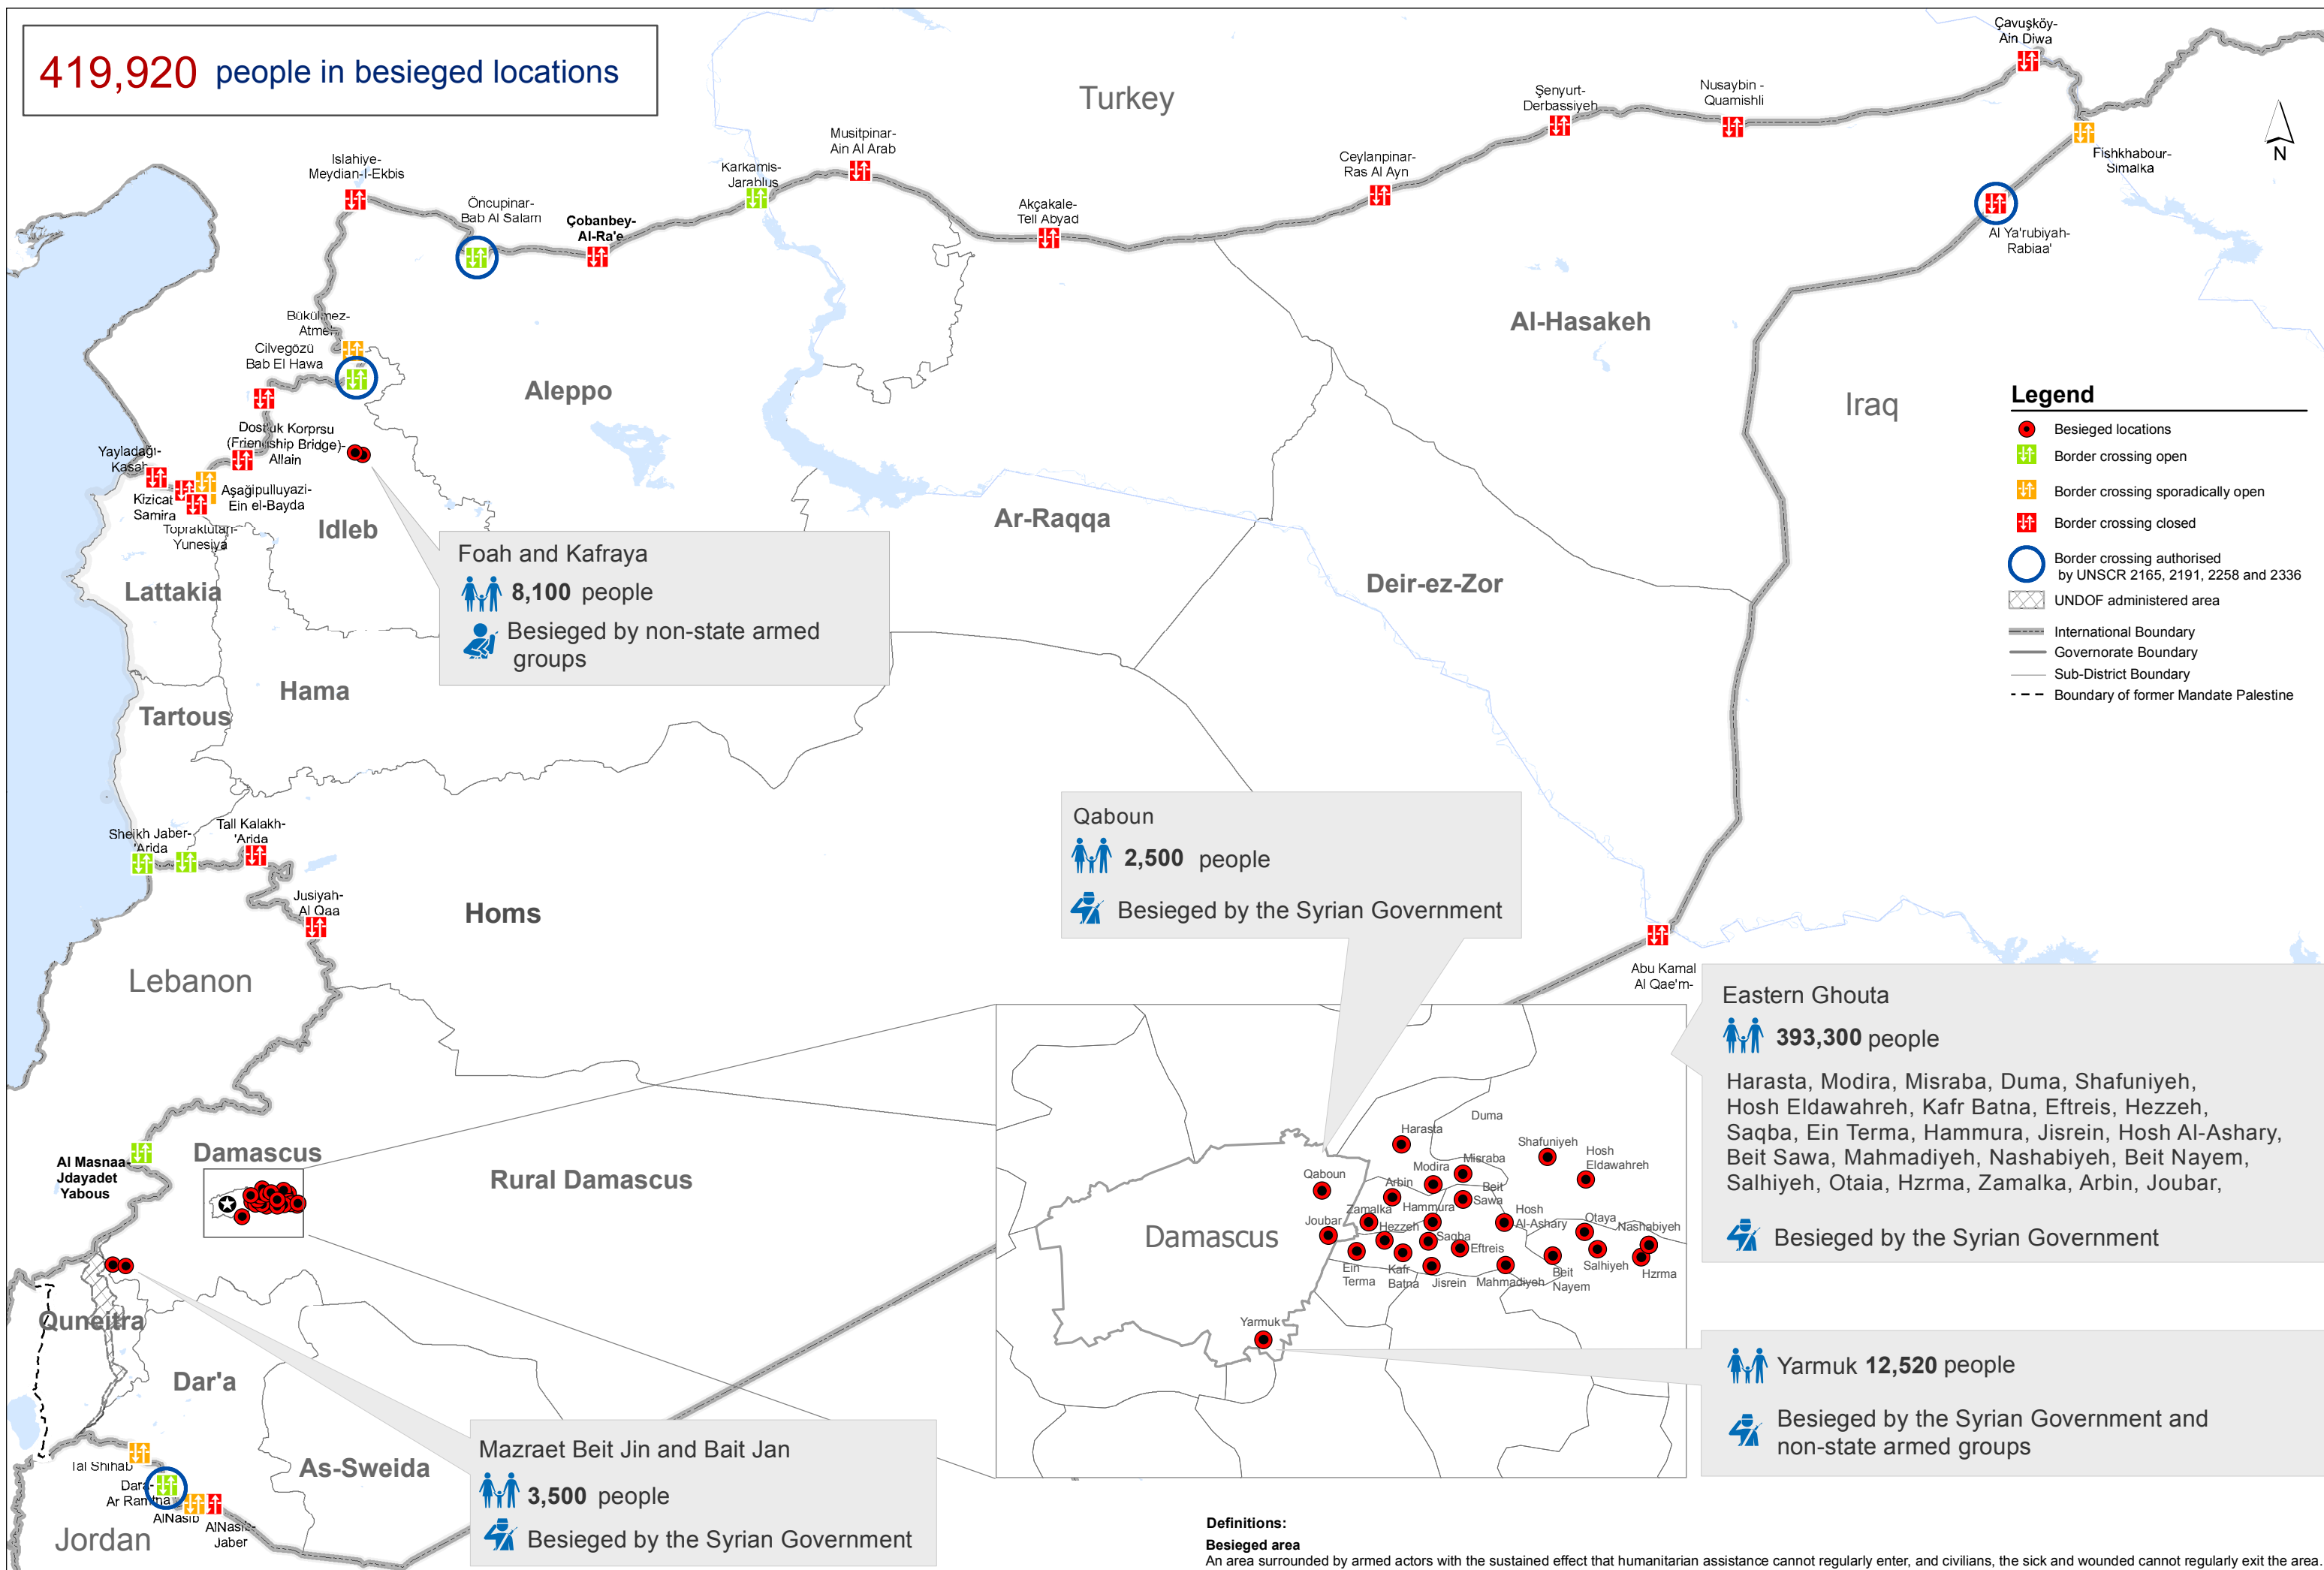 419,920 people in besieged locations
Turkey
Çavuşköy-
Ain Diwa
Şenyurt-
Derbassiyeh
Nusaybin -
Quamishli
N
Fishkhabour-
Simalka
Musitpinar-
Ain Al Arab
Islahiye-
Meydian-I-Ekbis
Karkamis-
Jarablus
Ceylanpinar-
Ras Al Ayn
Öncupinar-
Bab Al Salam
Çobanbey-
Al-Ra'e
Akçakale-
Tell Abyad
Al Ya'rubiyah-
Rabiaa'
Bükülmez-
Atmeh
Cilvegözü
Bab El Hawa
Al-Hasakeh
Aleppo
Iraq
Dostluk Korprsu
(Friendship Bridge)-
Allain
Yayladağı-
Kasab
Kizicat
Samira
Aşağipulluyazi-
Ein el-Bayda
Topraktutan-
Yunesiya
Idleb
Ar-Raqqa
Lattakia
Deir-ez-Zor
Hama
Tartous
Legend
Besieged locations
Border crossing open
Border crossing sporadically open
Border crossing closed
Border crossing authorised
by UNSCR 2165, 2191, 2258 and 2336
UNDOF administered area
International Boundary
Governorate Boundary
Sub-District Boundary
Boundary of former Mandate Palestine
Foah and Kafraya
8,100 people
Besieged by non-state armed
groups
Sheikh Jaber-
'Arida
Tall Kalakh-
'Arida
Jusiyah-
Al Qaa
Homs
Lebanon
Qaboun
2,500 people
Besieged by the Syrian Government
Abu Kamal
Al Qae'm-
Eastern Ghouta
393,300 people
Harasta, Modira, Misraba, Duma, Shafuniyeh,
Hosh Eldawahreh, Kafr Batna, Eftreis, Hezzeh,
Saqba, Ein Terma, Hammura, Jisrein, Hosh Al-Ashary,
Beit Sawa, Mahmadiyeh, Nashabiyeh, Beit Nayem,
Salhiyeh, Otaia, Hzrma, Zamalka, Arbin, Joubar,
Besieged by the Syrian Government
Al Masnaa-
Jdayadet
Yabous
Damascus
Rural Damascus
Duma
Harasta
Shafuniyeh
Hosh
Eldawahreh
Misraba
Modira
Qaboun
Arbin
Beit
Sawa
Zamalka
Hammura
Hosh
Al-Ashary
Otaya
Nashabiyeh
Joubar
Hezzeh
Saqba
Eftreis
Damascus
Ein
Terma
Kafr
Batna
Jisrein
Mahmadiyeh
Beit
Nayem
Salhiyeh
Hzrma
Yarmuk
Yarmuk 12,520 people
Besieged by the Syrian Government and
non-state armed groups
Quneitra
Dar'a
As-Sweida
Mazraet Beit Jin and Bait Jan
3,500 people
Besieged by the Syrian Government
Tal Shihab
Dara-
Ar Ramtha
AlNasib
AlNasib-
Jaber
Jordan
Definitions:
Besieged area
An area surrounded by armed actors with the sustained effect that humanitarian assistance cannot regularly enter, and civilians, the sick and wounded cannot regularly exit the area.